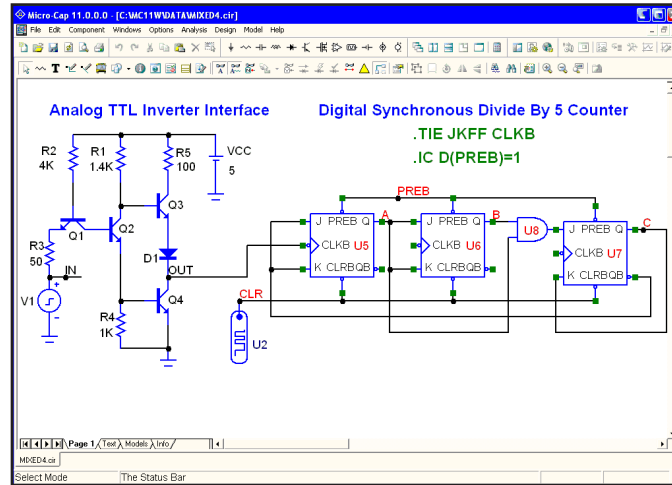 Micro-Cap 11.0.0.0 - [C:\MC11W\DATA\MIXED4.cir]
File Edit Component Windows Options Analysis Design Model Help
Analog TTL Inverter Interface
Digital Synchronous Divide By 5 Counter
.TIE JKFF CLKB
.IC D(PREB)=1
R2
4K
R1
1.4K
R5
100
VCC
5
Q1
Q2
Q3
R3
50
IN
D1
OUT
V1
Q4
R4
1K
PREB
A
B
C
J PREB Q
CLKB U5
K CLRBQB
J PREB Q
CLKB U6
K CLRBQB
U8
J PREB Q
CLKB U7
K CLRBQB
CLR
U2
Page 1 Text Models Info
MIXED4.cir
Select Mode
The Status Bar